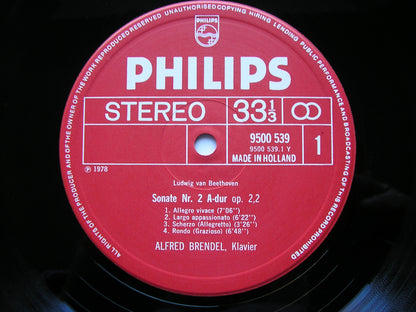 ALL RIGHTS OF THE PRODUCER AND OF THE OWNER OF THE WORK REPRODUCED RESERVED UNAUTHORISED COPYING HIRING LENDING PUBLIC PERFORMANCE AND BROADCASTING OF THIS RECORD PROHIBITED
PHILIPS
PHILIPS
STEREO 33 1/3
9500 539
9500 539.1 Y
MADE IN HOLLAND
1
℗ 1978
Ludwig van Beethoven
Sonate Nr. 2 A-dur op. 2,2
1. Allegro vivace (7'06'')
2. Largo appassionato (6'22'')
3. Scherzo (Allegretto) (3'26'')
4. Rondo (Grazioso) (6'48'')
ALFRED BRENDEL, Klavier